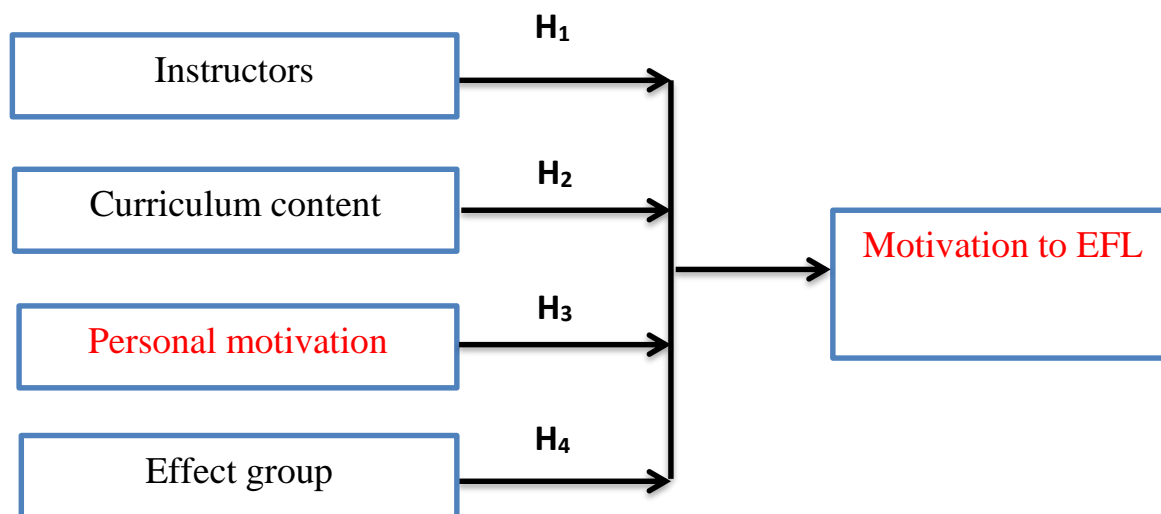 H₁
Instructors
H₂
Curriculum content
Motivation to EFL
H₃
Personal motivation
H₄
Effect group